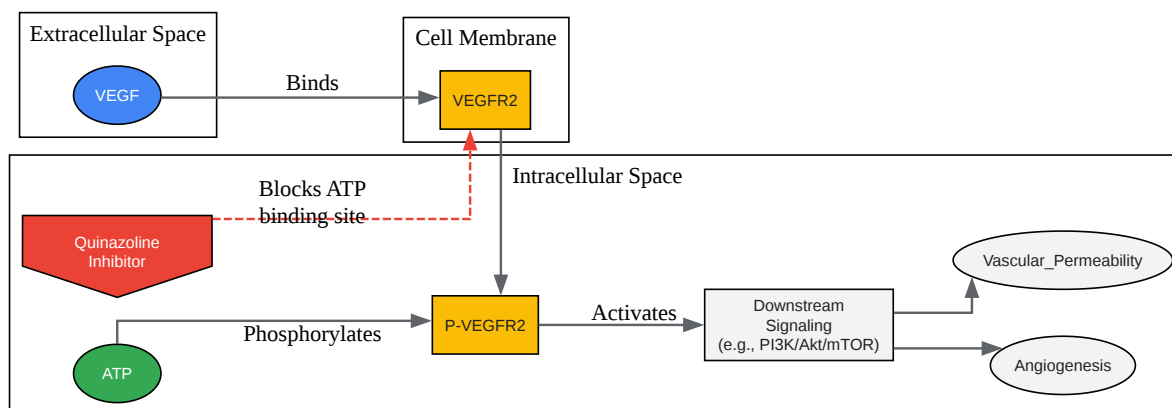 Extracellular Space
Cell Membrane
VEGF
Binds
VEGFR2
Intracellular Space
Blocks ATP
binding site
Quinazoline
Inhibitor
Vascular_Permeability
Phosphorylates
P-VEGFR2
Activates
Downstream
Signaling
(e.g., PI3K/Akt/mTOR)
ATP
Angiogenesis